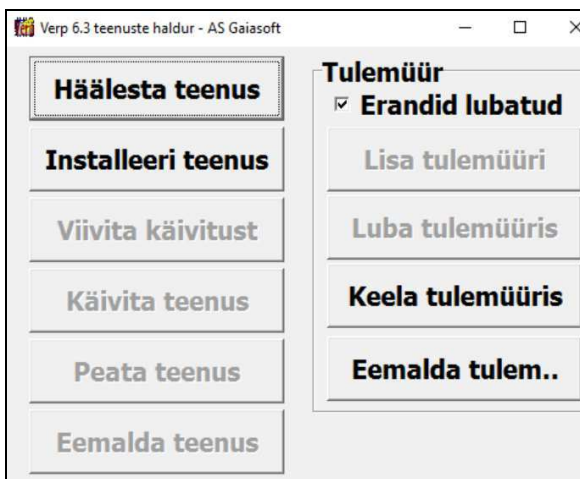 Verp 6.3 teenuste haldur - AS Gaiasoft
Häälesta teenus
Installeeri teenus
Viivita käivitust
Käivita teenus
Peata teenus
Eemalda teenus
Tulemüür
Erandid lubatud
Lisa tulemüüri
Luba tulemüüris
Keela tulemüüris
Eemalda tulem..